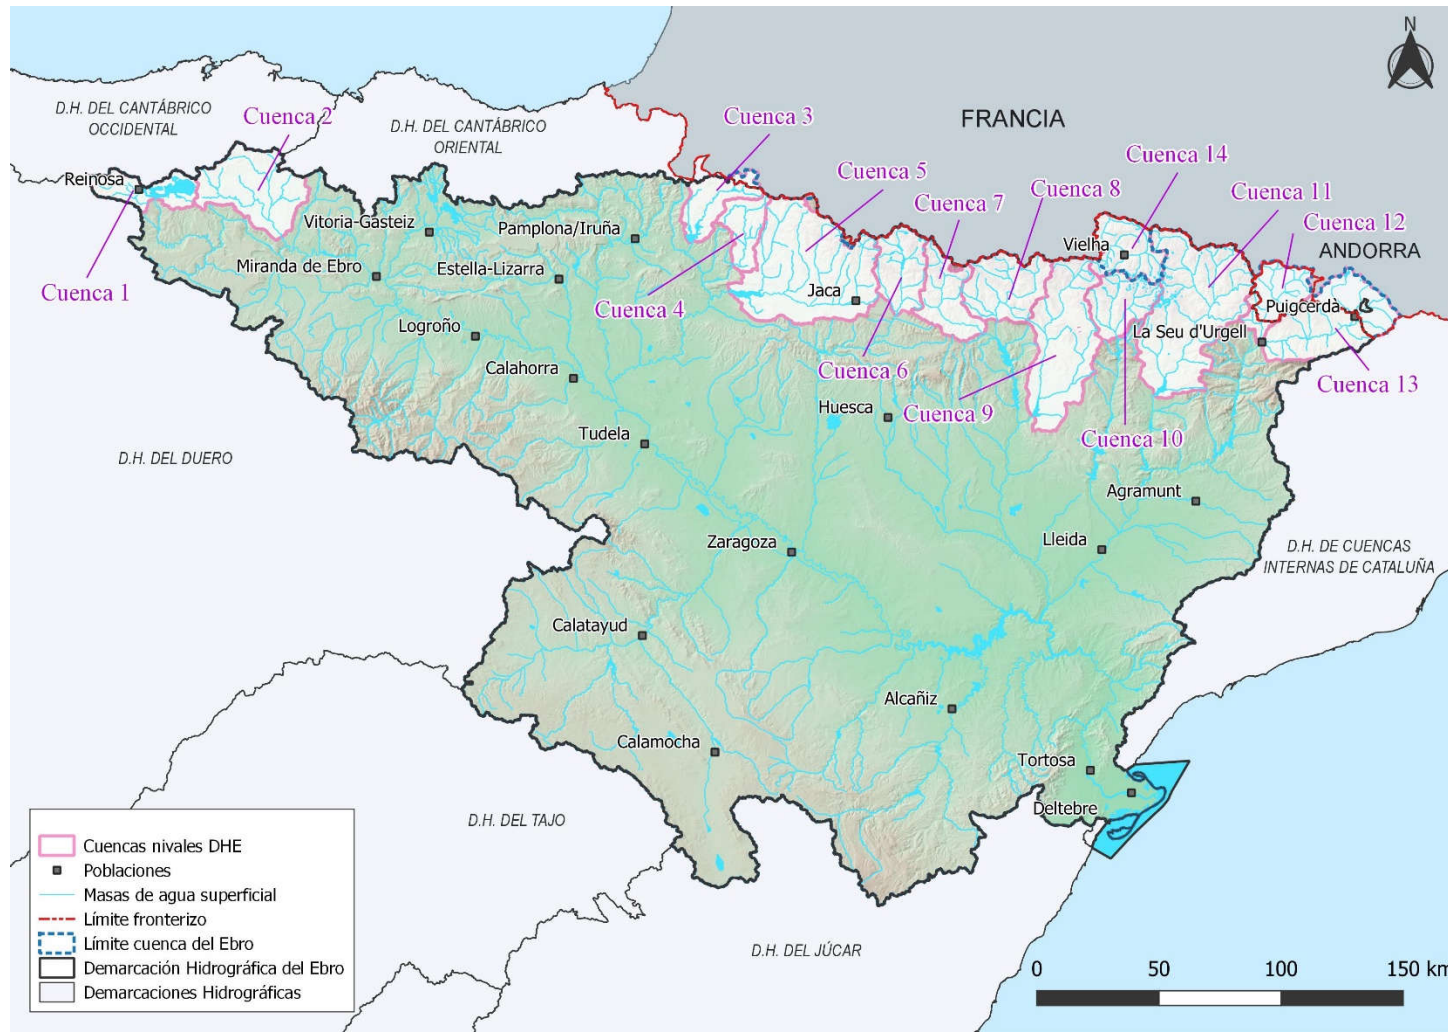 N
D.H. DEL CANTÁBRICO
OCCIDENTAL
Cuenca 2
D.H. DEL CANTÁBRICO
ORIENTAL
Cuenca 3
FRANCIA
Cuenca 14
Cuenca 5
Cuenca 8
Cuenca 11
Cuenca 7
Cuenca 12
Reinosa
Vitoria-Gasteiz
Pamplona/Iruña
Vielha
ANDORRA
Miranda de Ebro
Estella-Lizarra
Cuenca 1
Cuenca 4
Jaca
Puigcerdà
Logroño
La Seu d'Urgell
Calahorra
Cuenca 6
Cuenca 13
Huesca
Cuenca 9
Cuenca 10
Tudela
D.H. DEL DUERO
Agramunt
Zaragoza
Lleida
D.H. DE CUENCAS
INTERNAS DE CATALUÑA
Calatayud
Alcañiz
Calamocha
Tortosa
Deltebre
D.H. DEL TAJO
D.H. DEL JÚCAR
Cuencas nivales DHE
Poblaciones
Masas de agua superficial
Límite fronterizo
Límite cuenca del Ebro
Demarcación Hidrográfica del Ebro
Demarcaciones Hidrográficas
0 50 100 150 km